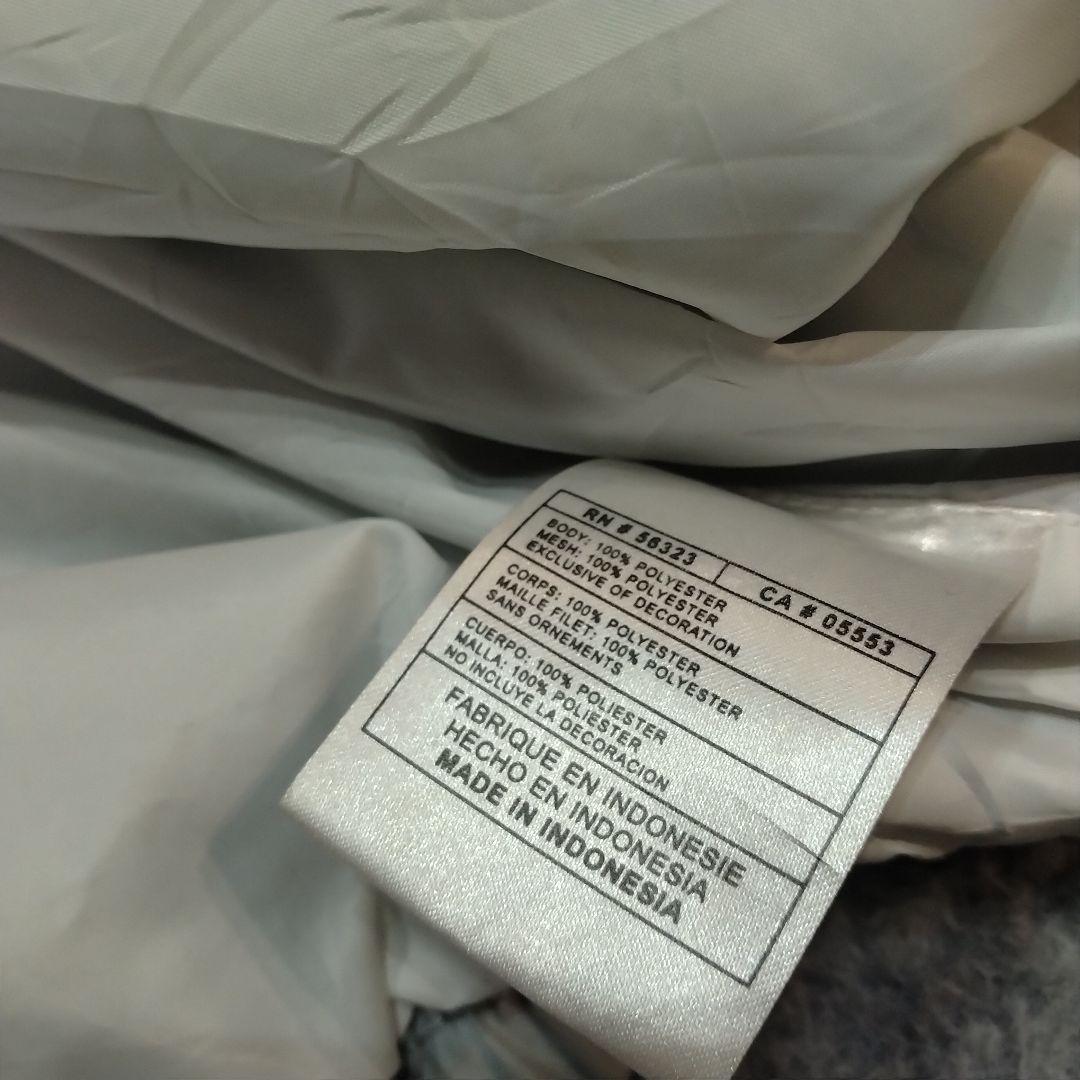 RN # 56323
CA # 05553
BODY: 100% POLYESTER
MESH: 100% POLYESTER
EXCLUSIVE OF DECORATION
CORPS: 100% POLYESTER
MAILLE FILET: 100% POLYESTER
SANS ORNEMENTS
CUERPO: 100% POLIESTER
MALLA: 100% POLIESTER
NO INCLUYE LA DECORACION
FABRIQUE EN INDONESIE
HECHO EN INDONESIA
MADE IN INDONESIA